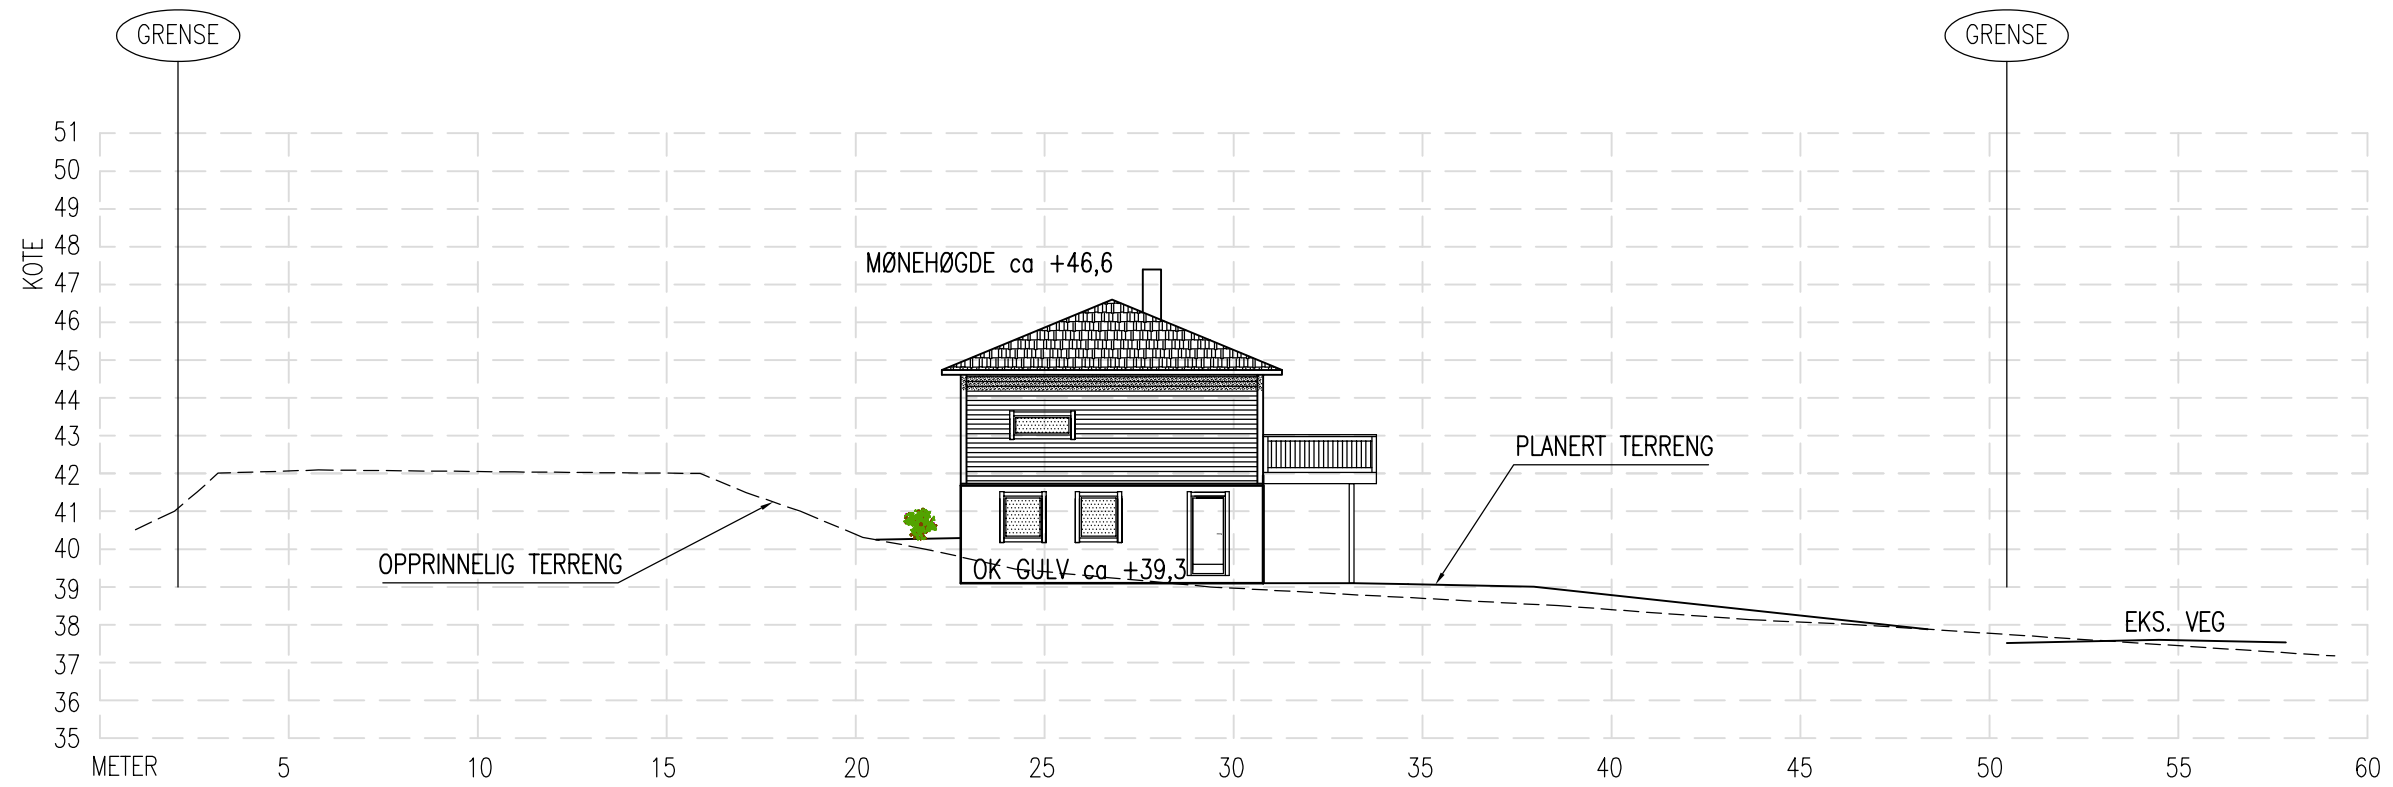 GRENSE GRENSE
51
50
49
48
KOTE
MØNEHØGDE ca +46,6
47
46
45
44
43
PLANERT TERRENG
42
41
40
OPPRINNELIG TERRENG
OK GULV ca +39,3
39
38
EKS. VEG
37
36
35
METER 5 10 15 20 25 30 35 40 45 50 55 60